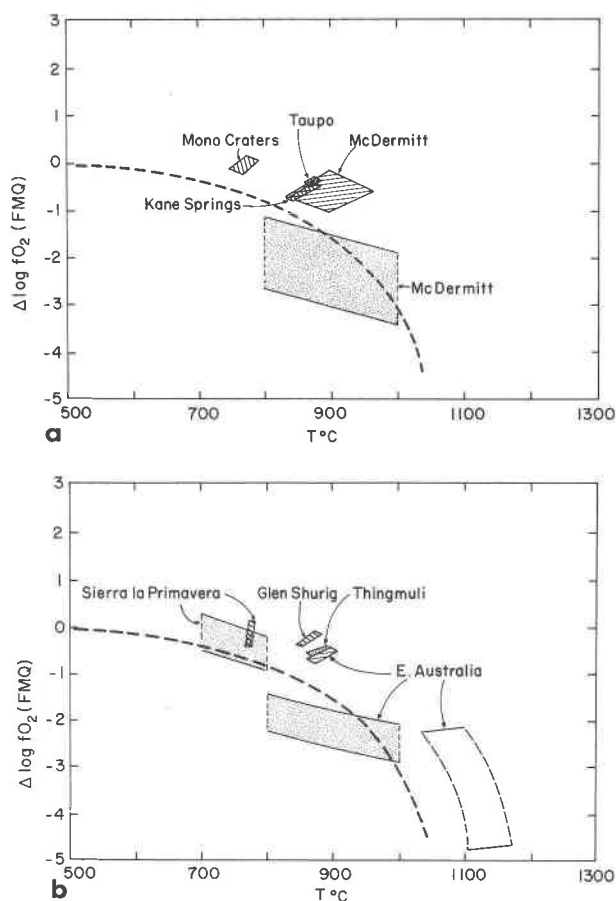 3
2
1
0
-1
-2
-3
-4
-5
Δ log fO2 (FMQ)
Taupo
Mono Craters
McDermitt
Kane Springs
McDermitt
500 700 900 1100 1300
a
T°C
3
2
1
0
-1
-2
-3
-4
-5
Δ log fO2 (FMQ)
Sierra la Primavera
Glen Shurig
Thingmuli
E. Australia
500 700 900 1100 1300
b
T°C